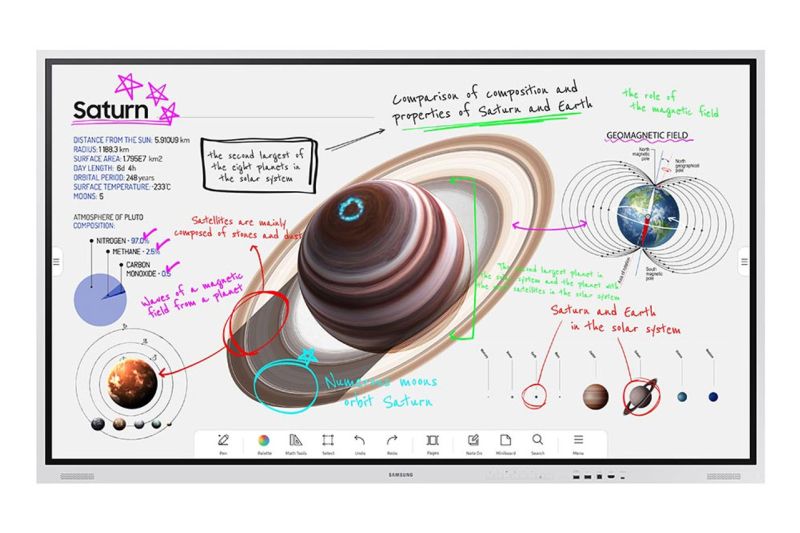 Saturn
DISTANCE FROM THE SUN: 5.910U9 km
RADIUS: 1 188.3 km
SURFACE AREA: 1.795E7 km2
DAY LENGTH: 6d 4h
ORBITAL PERIOD: 248 years
SURFACE TEMPERATURE: -233°C
MOONS: 5
ATMOSPHERE OF PLUTO
COMPOSITION:
NITROGEN - 97.0%
METHANE - 2.5%
CARBON
MONOXIDE - 0.5
the second largest of
the eight planets in
the solar system
Comparison of composition and
properties of Saturn and Earth
the role of
the magnetic field
GEOMAGNETIC FIELD
North
magnetic
pole
North
geographical
pole
Axis of rotation
South
magnetic
pole
Satellites are mainly
composed of stones and dust
Waves of a magnetic
field from a planet
The second largest planet in
the solar system and the planet with
the most satellites in the solar system
Saturn and Earth
in the solar system
Numerous moons
orbit Saturn
Pen
Palette
Math Tools
Select
Undo
Redo
Pages
Note On
Miniboard
Search
Menu
SAMSUNG